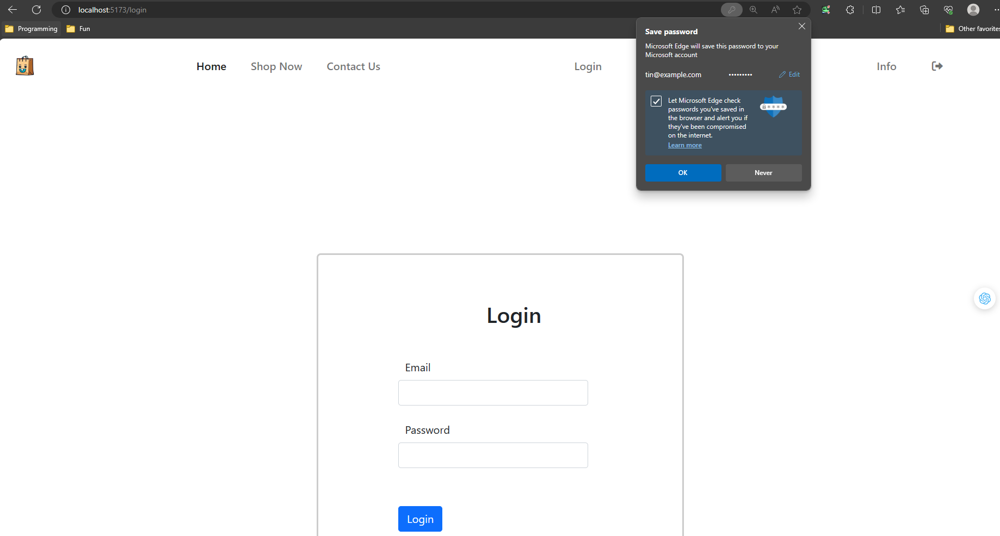 localhost:5173/login
Programming Fun Other favorites
Home Shop Now Contact Us Login Info
Save password
Microsoft Edge will save this password to your
Microsoft account
tin@example.com ••••••••• Edit
Let Microsoft Edge check
passwords you've saved in
the browser and alert you if
they've been compromised
on the internet.
Learn more
OK Never
Login
Email
Password
Login